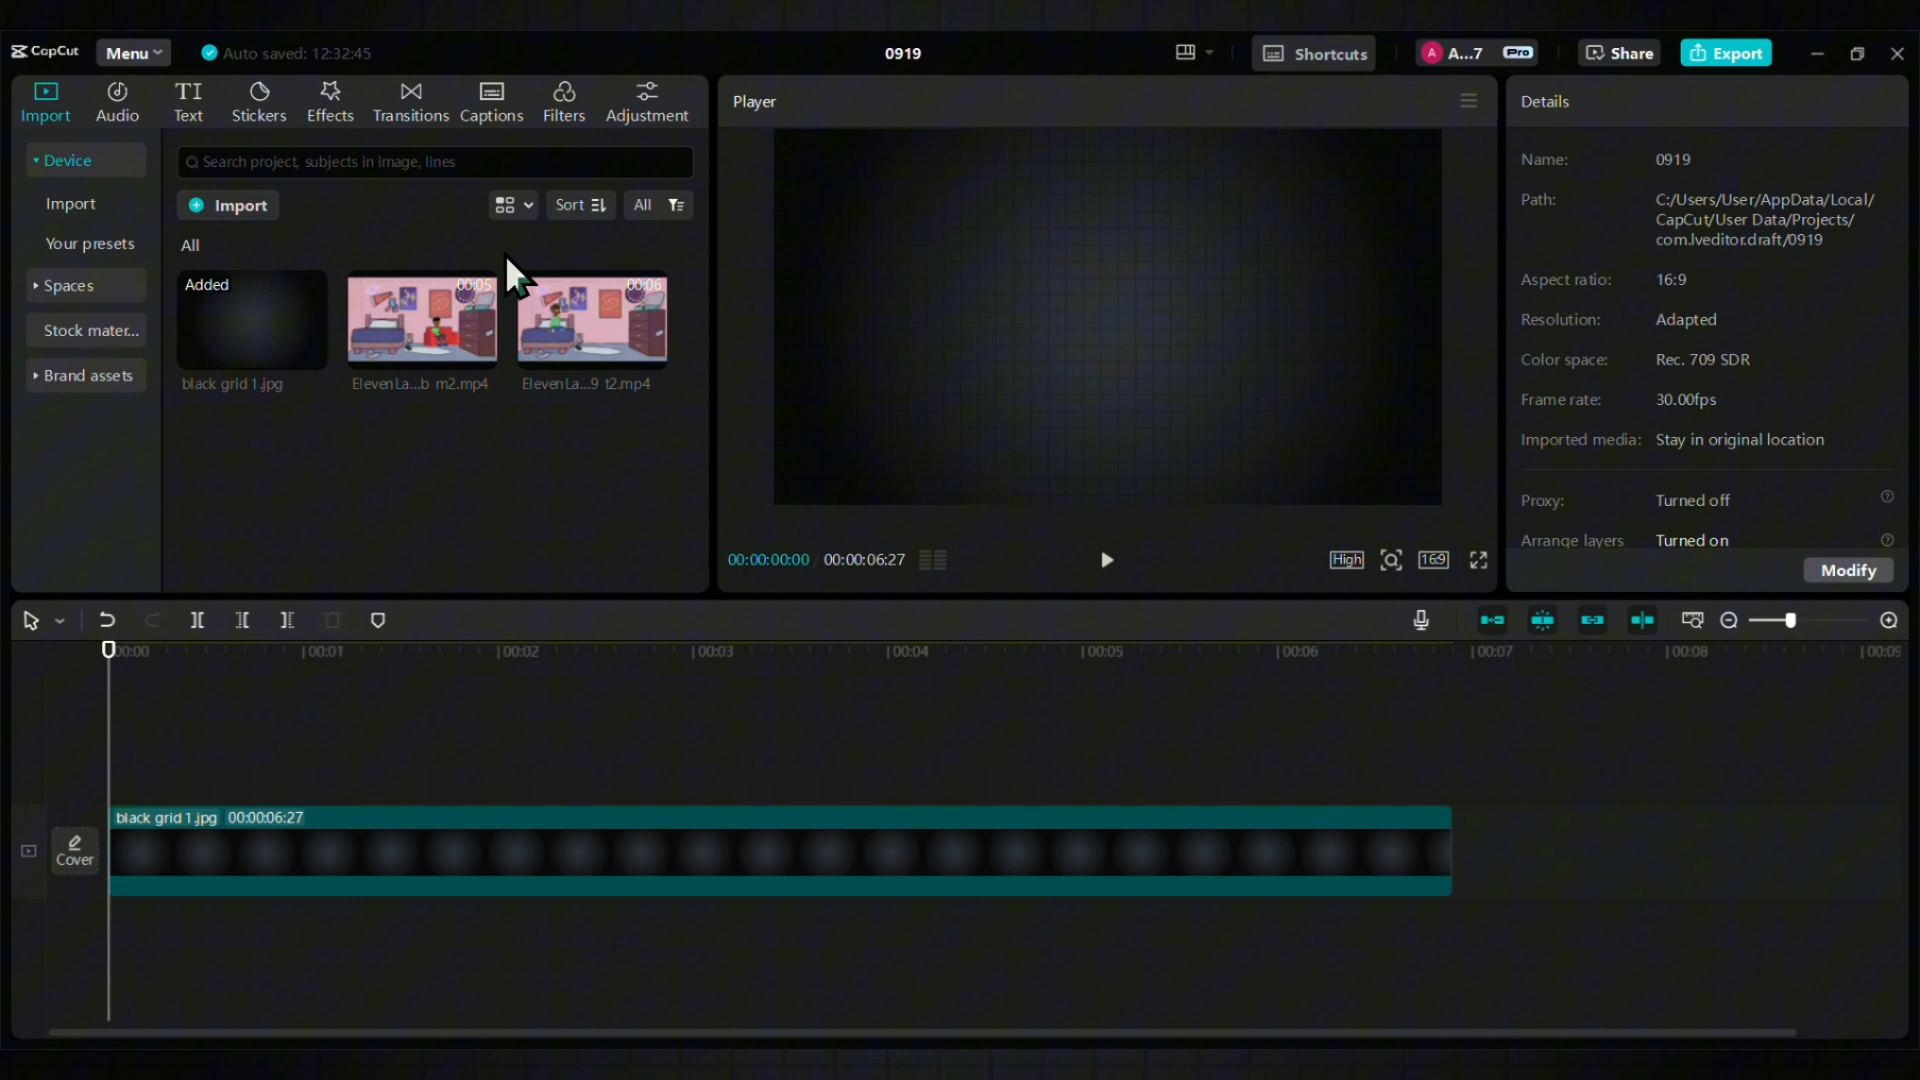 CapCut
Menu
Auto saved: 12:32:45
0919
Shortcuts
A
A...7
Pro
Share
Export
Import
Audio
TI
Text
Stickers
Effects
Transitions
Captions
Filters
Adjustment
Device
Import
Your presets
Spaces
Stock mater...
Brand assets
Search project, subjects in image, lines
Import
Sort
All
All
Added
00:05
00:06
black grid 1.jpg
ElevenLa...b m2.mp4
ElevenLa...9 t2.mp4
Player
00:00:00:00
00:00:06:27
High
16:9
Details
Name: 0919
Path: C:/Users/User/AppData/Local/
CapCut/User Data/Projects/
com.lveditor.draft/0919
Aspect ratio: 16:9
Resolution: Adapted
Color space: Rec. 709 SDR
Frame rate: 30.00fps
Imported media: Stay in original location
Proxy: Turned off
Arrange layers Turned on
Modify
00:00
00:01
00:02
00:03
00:04
00:05
00:06
00:07
00:08
00:09
black grid 1.jpg 00:00:06:27
Cover